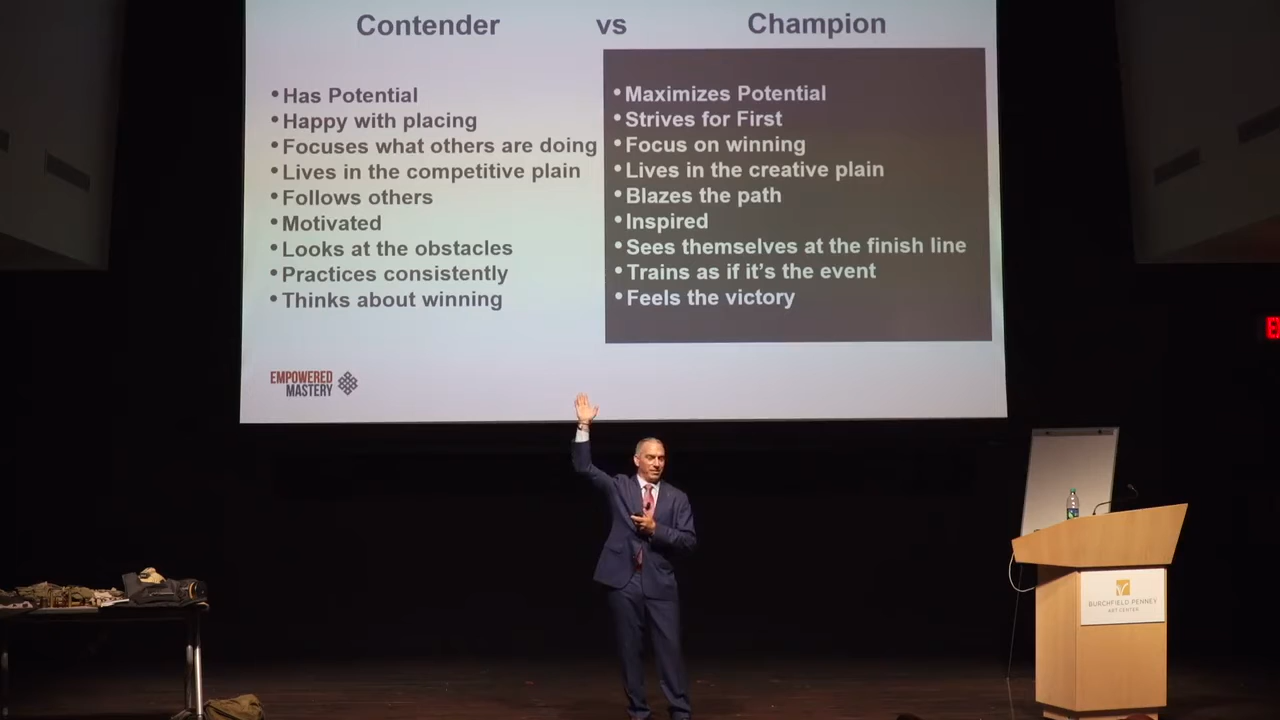 Contender vs Champion
• Has Potential
• Happy with placing
• Focuses what others are doing
• Lives in the competitive plain
• Follows others
• Motivated
• Looks at the obstacles
• Practices consistently
• Thinks about winning
• Maximizes Potential
• Strives for First
• Focus on winning
• Lives in the creative plain
• Blazes the path
• Inspired
• Sees themselves at the finish line
• Trains as if it's the event
• Feels the victory
EMPOWERED
MASTERY
BURCHFIELD PENNEY
ART CENTER